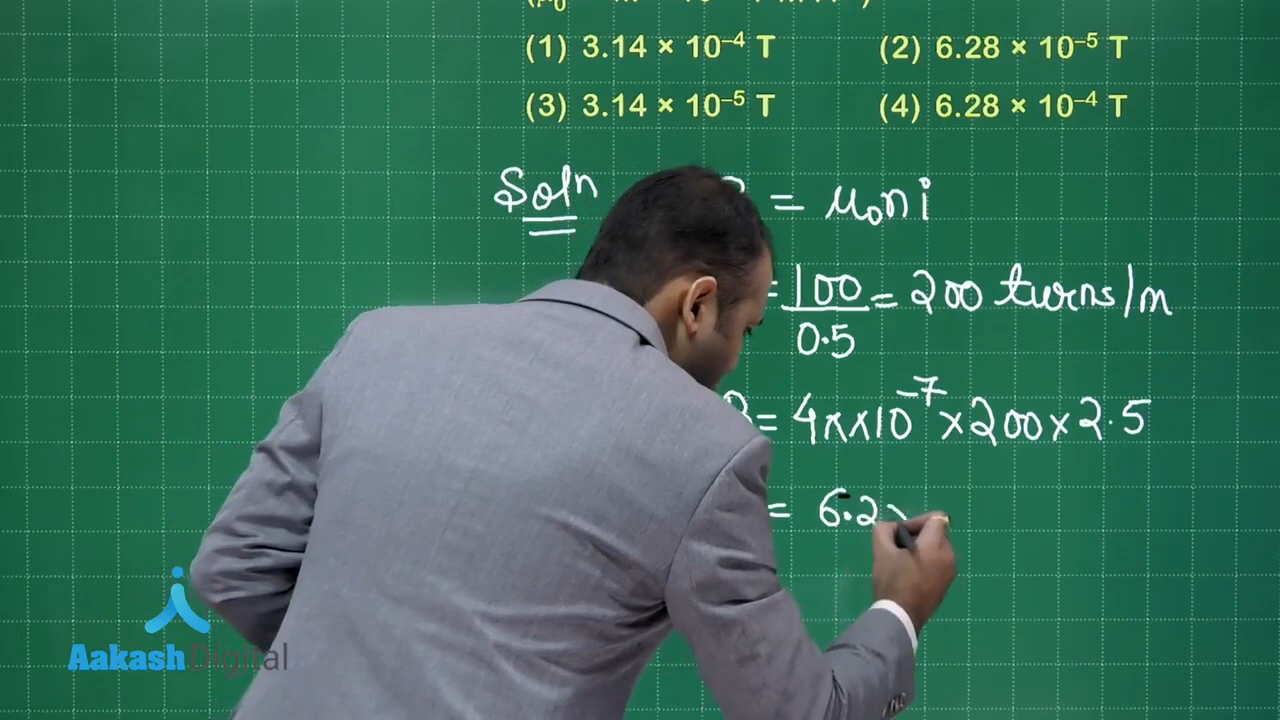 (1) 3.14 × 10⁻⁴ T (2) 6.28 × 10⁻⁵ T
(3) 3.14 × 10⁻⁵ T (4) 6.28 × 10⁻⁴ T
Solⁿ = μ₀ni
= 100/0.5 = 200 turns/m
B = 4π×10⁻⁷×200×2.5
= 6.2
Aakash Digital